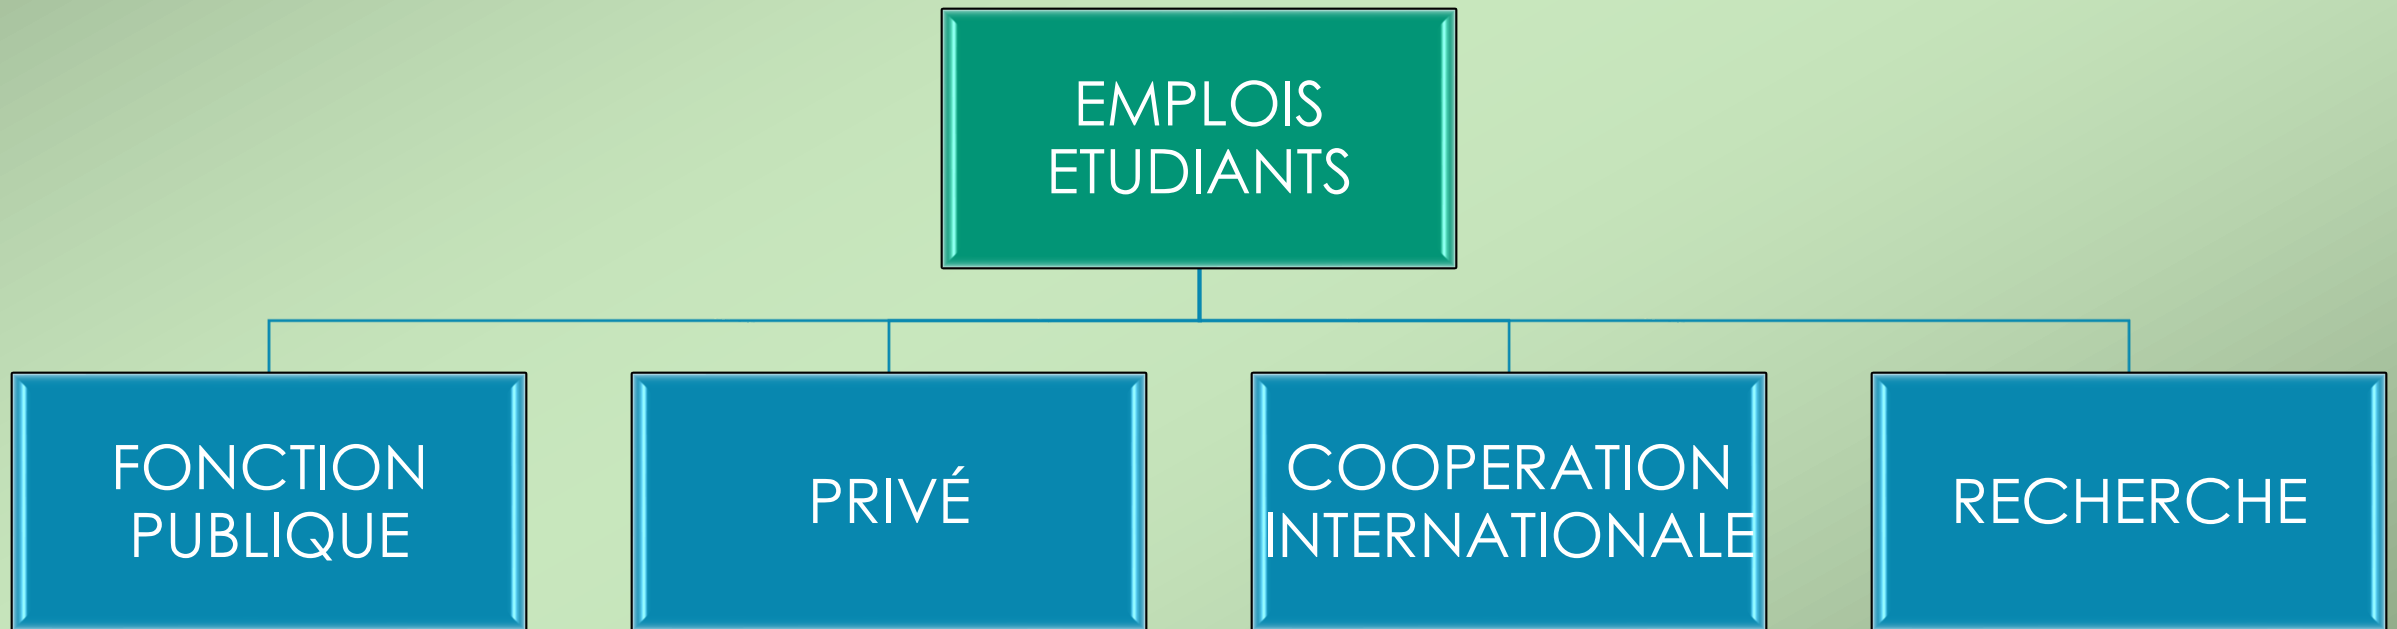 EMPLOIS
ETUDIANTS
FONCTION
PUBLIQUE
PRIVÉ
COOPERATION
INTERNATIONALE
RECHERCHE